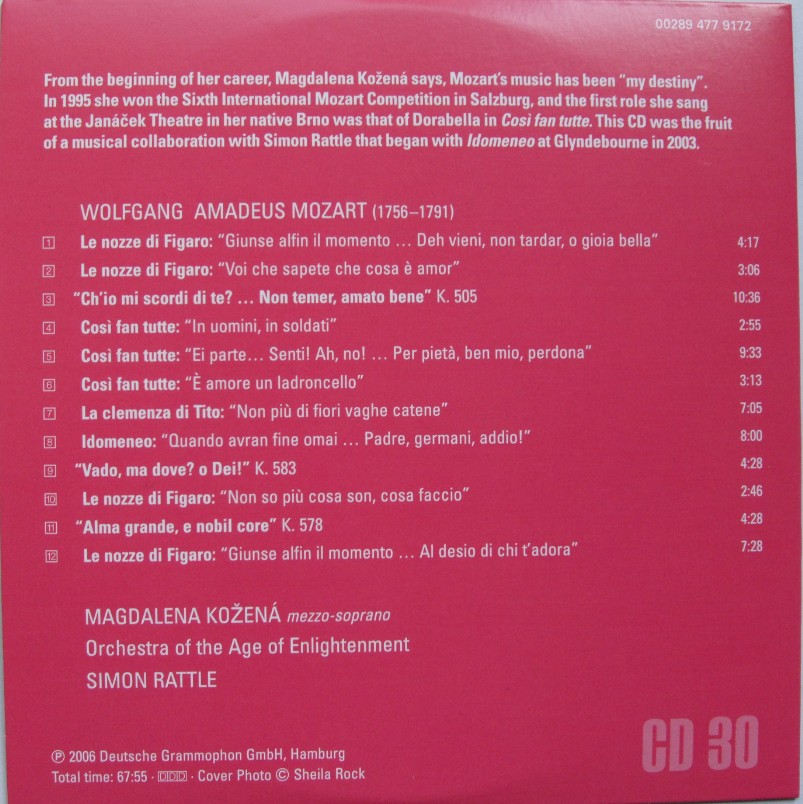 00289 477 9172
From the beginning of her career, Magdalena Kožená says, Mozart's music has been “my destiny”.
In 1995 she won the Sixth International Mozart Competition in Salzburg, and the first role she sang
at the Janáček Theatre in her native Brno was that of Dorabella in Così fan tutte. This CD was the fruit
of a musical collaboration with Simon Rattle that began with Idomeneo at Glyndebourne in 2003.
WOLFGANG AMADEUS MOZART (1756–1791)
1 Le nozze di Figaro: “Giunse alfin il momento … Deh vieni, non tardar, o gioia bella” 4:17
2 Le nozze di Figaro: “Voi che sapete che cosa è amor” 3:06
3 “Ch'io mi scordi di te? … Non temer, amato bene” K. 505 10:36
4 Così fan tutte: “In uomini, in soldati” 2:55
5 Così fan tutte: “Ei parte… Senti! Ah, no! … Per pietà, ben mio, perdona” 9:33
6 Così fan tutte: “È amore un ladroncello” 3:13
7 La clemenza di Tito: “Non più di fiori vaghe catene” 7:05
8 Idomeneo: “Quando avran fine omai … Padre, germani, addio!” 8:00
9 “Vado, ma dove? o Dei!” K. 583 4:28
10 Le nozze di Figaro: “Non so più cosa son, cosa faccio” 2:46
11 “Alma grande, e nobil core” K. 578 4:28
12 Le nozze di Figaro: “Giunse alfin il momento … Al desio di chi t'adora” 7:28
MAGDALENA KOŽENÁ mezzo-soprano
Orchestra of the Age of Enlightenment
SIMON RATTLE
CD 30
℗ 2006 Deutsche Grammophon GmbH, Hamburg
Total time: 67:55 · DDD · Cover Photo © Sheila Rock